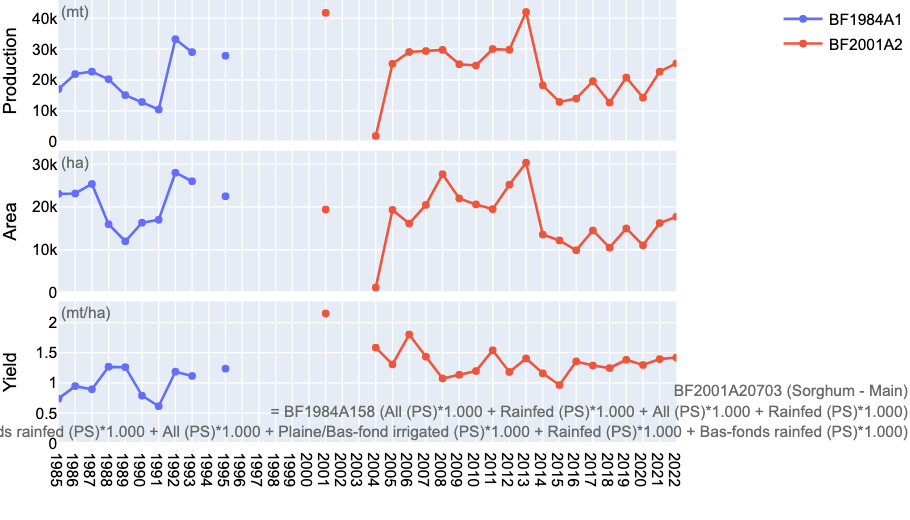 (mt)
BF1984A1
BF2001A2
Production
40k
30k
20k
10k
0
(ha)
Area
30k
20k
10k
0
(mt/ha)
Yield
2
1.5
1
0.5
0
BF2001A20703 (Sorghum - Main)
= BF1984A158 (All (PS)*1.000 + Rainfed (PS)*1.000 + All (PS)*1.000 + Rainfed (PS)*1.000)
rainfed (PS)*1.000 + All (PS)*1.000 + Plaine/Bas-fond irrigated (PS)*1.000 + Rainfed (PS)*1.000 + Bas-fonds rainfed (PS)*1.000)
1985 1986 1987 1988 1989 1990 1991 1992 1993 1994 1995 1996 1997 1998 1999 2000 2001 2002 2003 2004 2005 2006 2007 2008 2009 2010 2011 2012 2013 2014 2015 2016 2017 2018 2019 2020 2021 2022